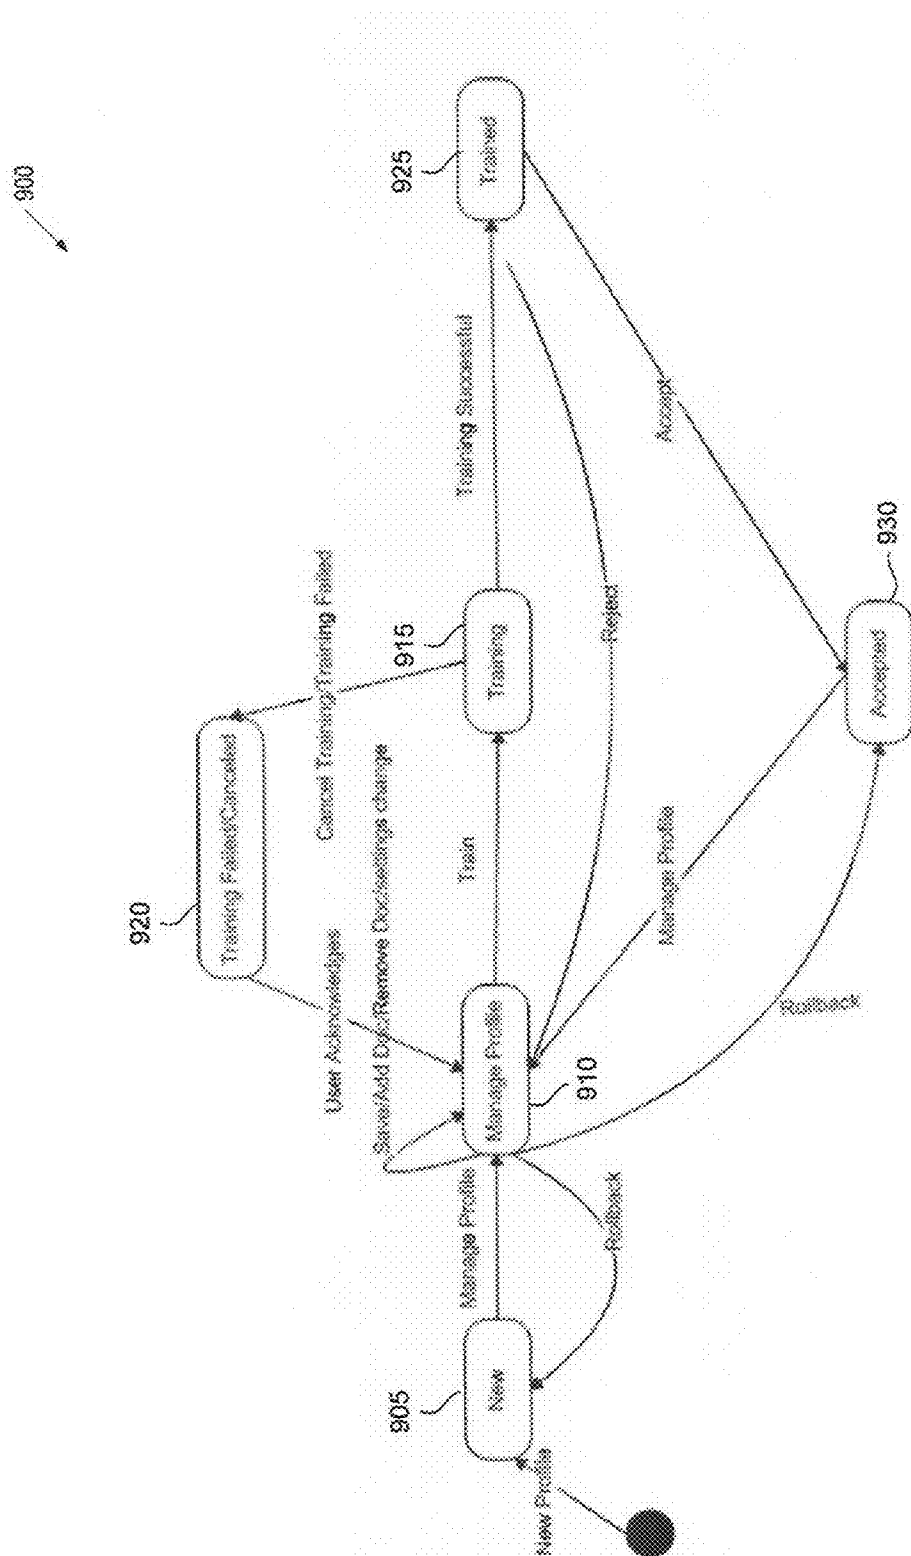 900
Training Failed/Canceled
920
User Acknowledges
Cancel Training/Training Failed
Save/Add Doc/Remove Doc/settings change
New Profile
New
905
Manage Profile
Manage Profile
910
Train
Training
915
Training Successful
Trained
925
Rollback
Reject
Manage Profile
Accept
Rollback
Accepted
930